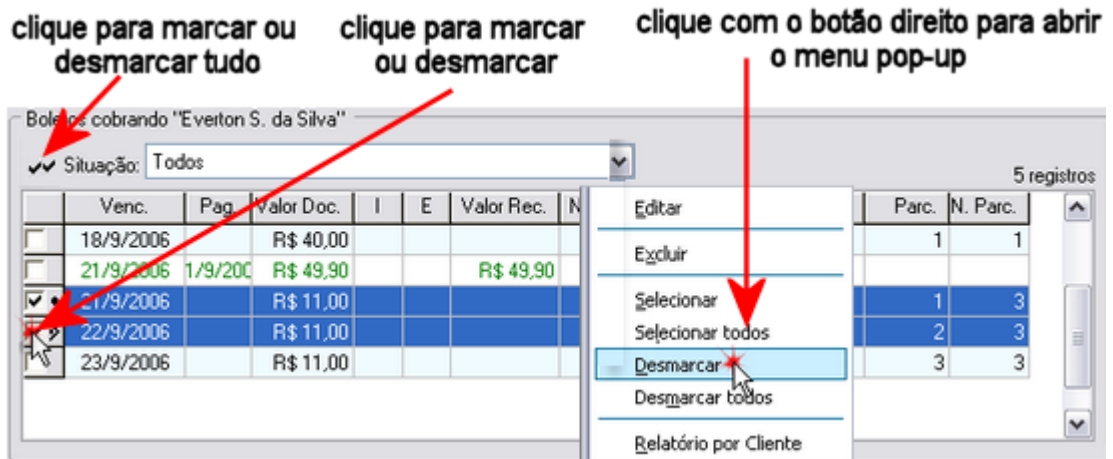 clique para marcar ou
desmarcar tudo
clique para marcar
ou desmarcar
clique com o botão direito para abrir
o menu pop-up
Boletos cobrando "Everton S. da Silva"
Situação: Todos
5 registros
Venc. Pag. Valor Doc. I E Valor Rec. N Parc. N. Parc.
18/9/2006 R$ 40,00 1 1
21/9/2006 1/9/200 R$ 49,90 R$ 49,90
21/9/2006 R$ 11,00 1 3
22/9/2006 R$ 11,00 2 3
23/9/2006 R$ 11,00 3 3
Editar
Excluir
Selecionar
Selecionar todos
Desmarcar
Desmarcar todos
Relatório por Cliente